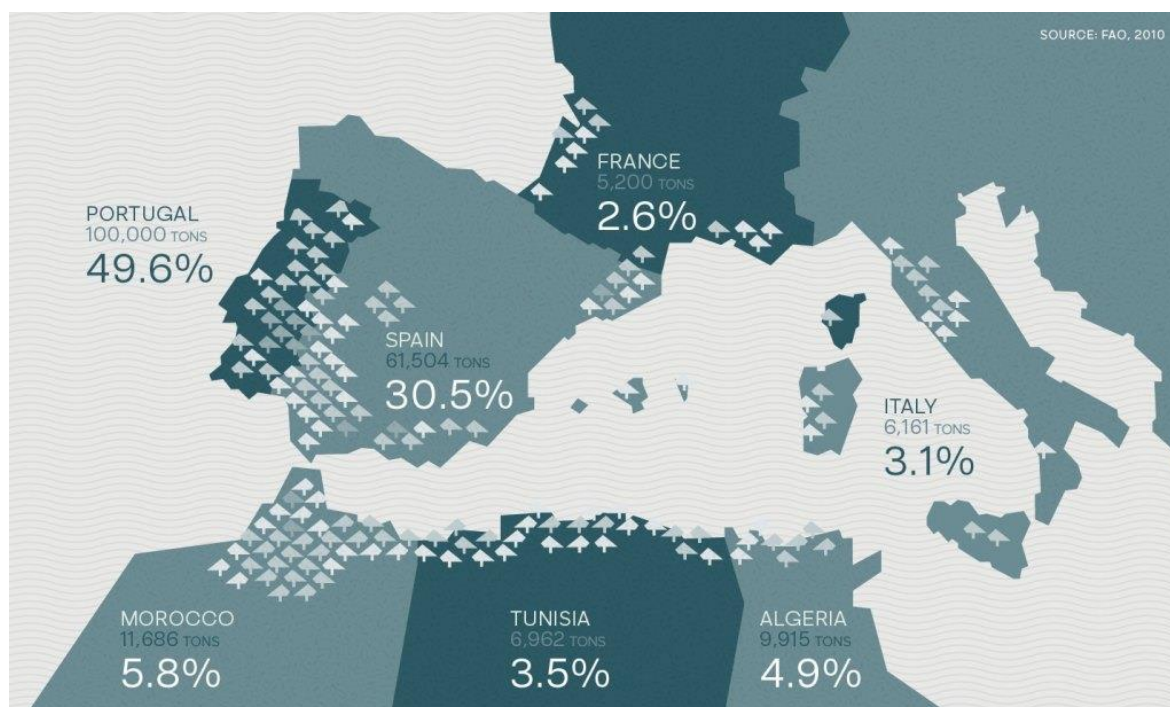 SOURCE: FAO, 2010
FRANCE
5,200 TONS
2.6%
PORTUGAL
100,000 TONS
49.6%
SPAIN
61,504 TONS
30.5%
ITALY
6,161 TONS
3.1%
MOROCCO
11,686 TONS
5.8%
TUNISIA
6,962 TONS
3.5%
ALGERIA
9,915 TONS
4.9%